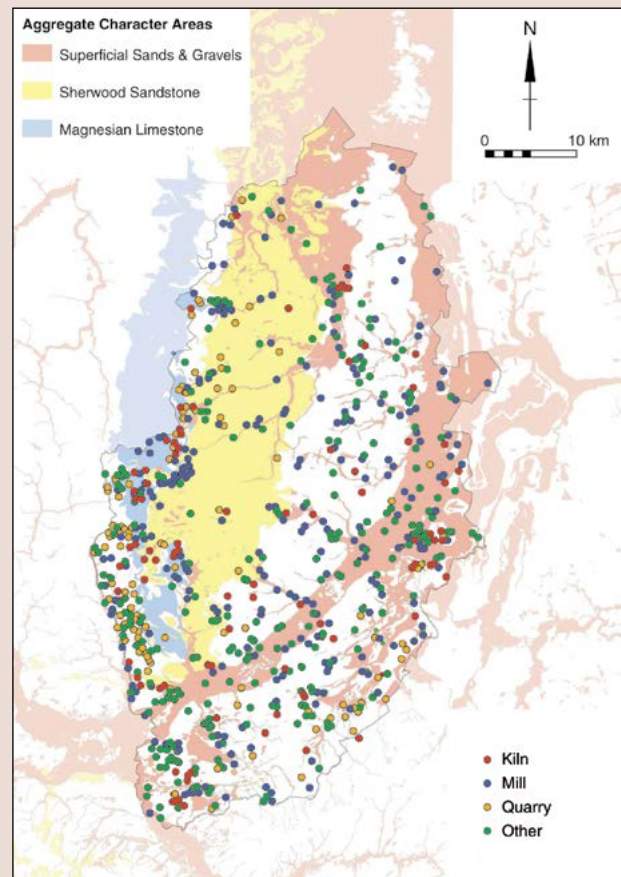 Aggregate Character Areas
Superficial Sands & Gravels
Sherwood Sandstone
Magnesian Limestone
N
0 10 km
Kiln
Mill
Quarry
Other